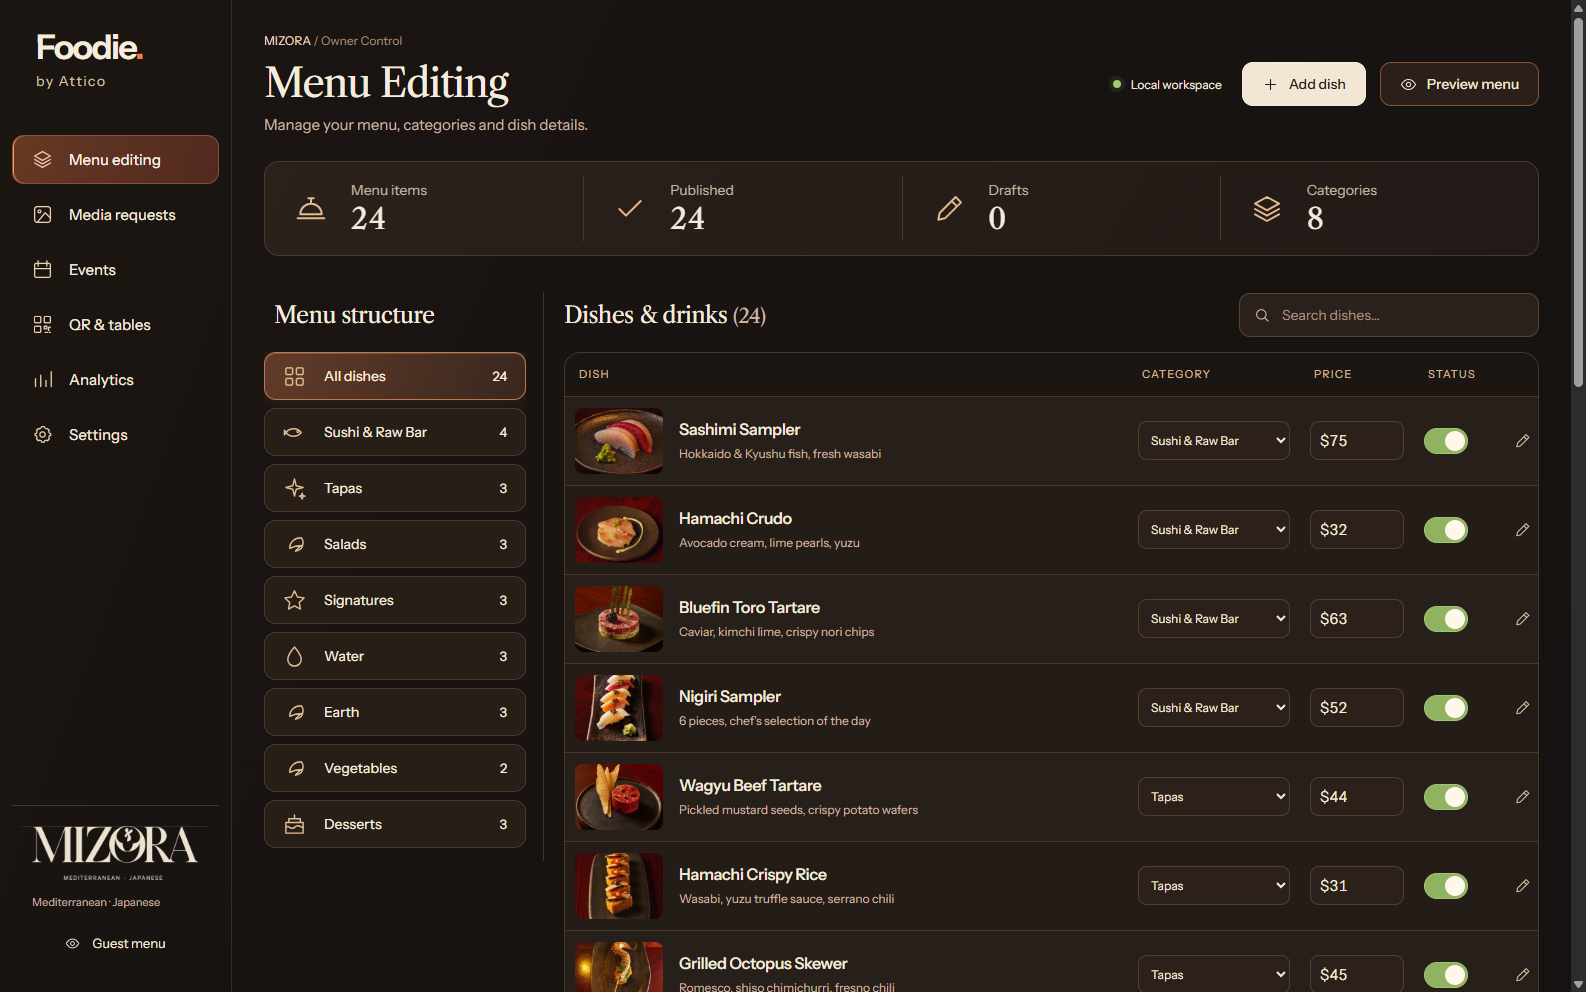 Foodie.
by Attico
Menu editing
Media requests
Events
QR & tables
Analytics
Settings
MIZORA
MEDITERRANEAN · JAPANESE
Mediterranean · Japanese
Guest menu
MIZORA / Owner Control
Menu Editing
Manage your menu, categories and dish details.
Local workspace
+ Add dish
Preview menu
Menu items
24
Published
24
Drafts
0
Categories
8
Menu structure
All dishes 24
Sushi & Raw Bar 4
Tapas 3
Salads 3
Signatures 3
Water 3
Earth 3
Vegetables 2
Desserts 3
Dishes & drinks (24)
Search dishes...
DISH CATEGORY PRICE STATUS
Sashimi Sampler
Hokkaido & Kyushu fish, fresh wasabi
Sushi & Raw Bar $75
Hamachi Crudo
Avocado cream, lime pearls, yuzu
Sushi & Raw Bar $32
Bluefin Toro Tartare
Caviar, kimchi lime, crispy nori chips
Sushi & Raw Bar $63
Nigiri Sampler
6 pieces, chef's selection of the day
Sushi & Raw Bar $52
Wagyu Beef Tartare
Pickled mustard seeds, crispy potato wafers
Tapas $44
Hamachi Crispy Rice
Wasabi, yuzu truffle sauce, serrano chili
Tapas $31
Grilled Octopus Skewer
Romesco, shiso chimichurri, fresno chili
Tapas $45